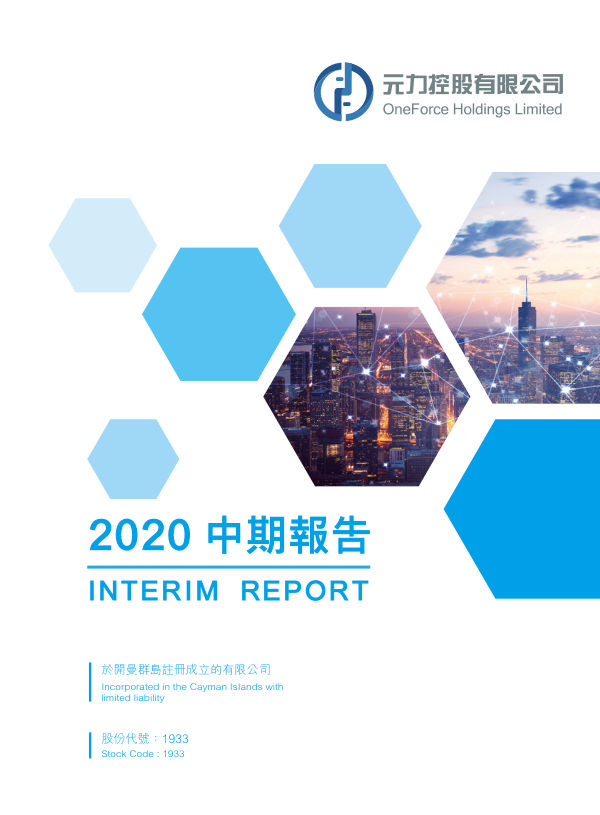 元力控股有限公司
OneForce Holdings Limited
2020 中期報告
INTERIM REPORT
於開曼群島註冊成立的有限公司
Incorporated in the Cayman Islands with
limited liability
股份代號：1933
Stock Code : 1933